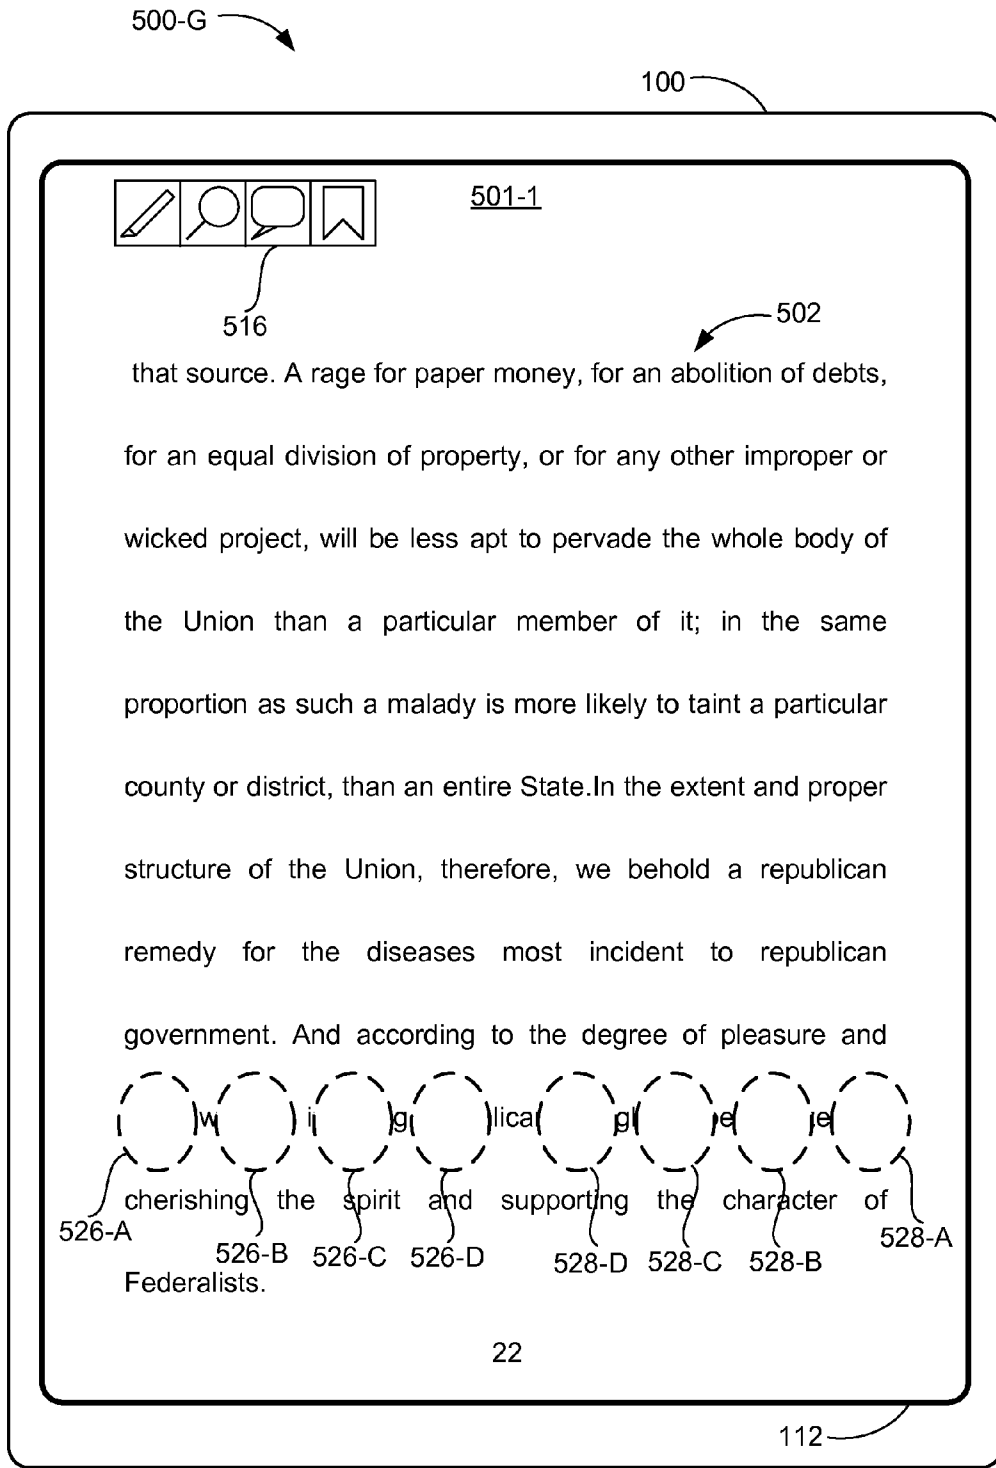 500-G
100
501-1
516
502
that source. A rage for paper money, for an abolition of debts,
for an equal division of property, or for any other improper or
wicked project, will be less apt to pervade the whole body of
the Union than a particular member of it; in the same
proportion as such a malady is more likely to taint a particular
county or district, than an entire State.In the extent and proper
structure of the Union, therefore, we behold a republican
remedy for the diseases most incident to republican
government. And according to the degree of pleasure and
cherishing the spirit and supporting the character of
526-A 526-B 526-C 526-D 528-D 528-C 528-B 528-A
Federalists.
22
112